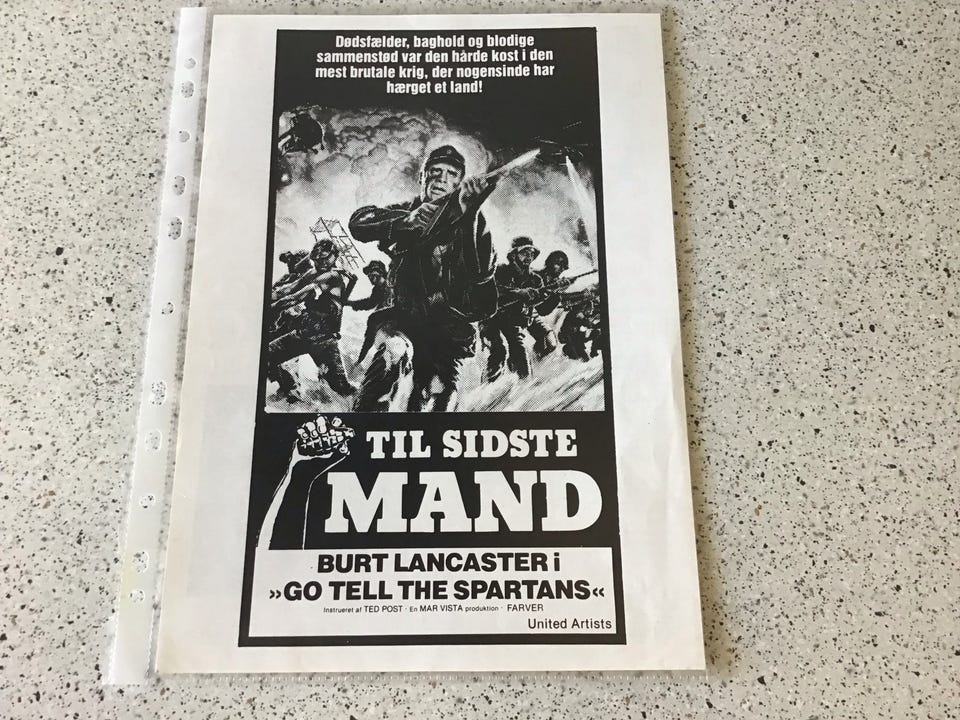 Dødsfælder, baghold og blodige
sammenstød var den hårde kost i den
mest brutale krig, der nogensinde har
hærget et land!
TIL SIDSTE
MAND
BURT LANCASTER i
»GO TELL THE SPARTANS«
Instrueret af TED POST · En MAR VISTA produktion · FARVER
United Artists